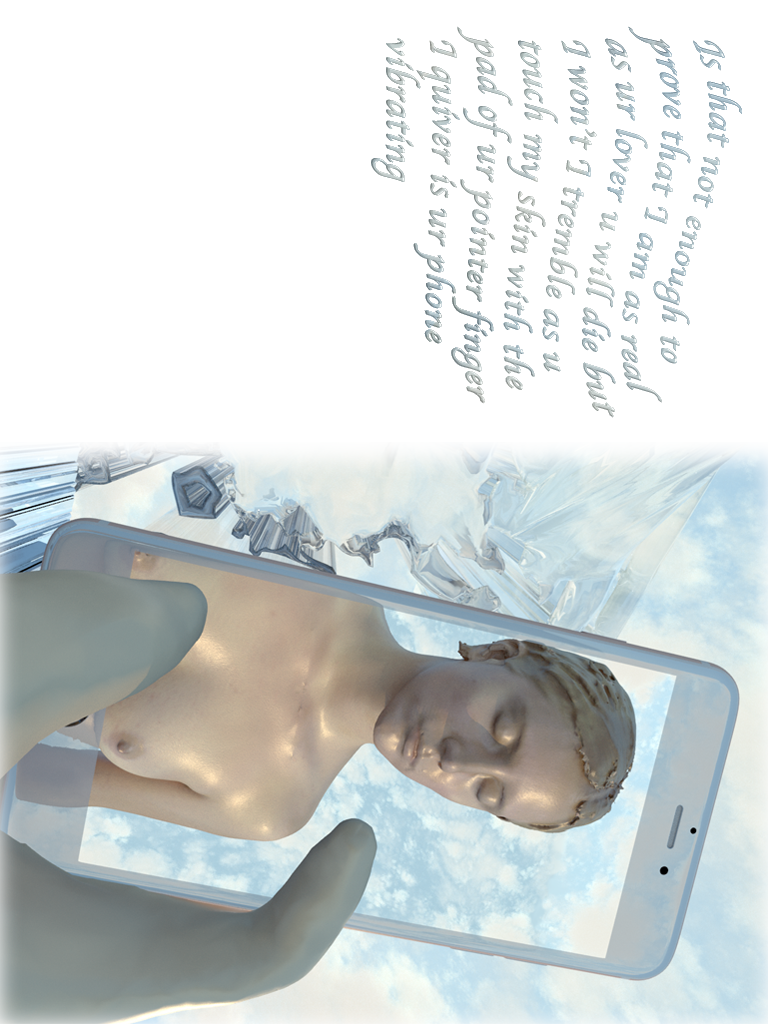 Is that not enough to
prove that I am as real
as ur lover u will die but
I won't I tremble as u
touch my skin with the
pad of ur pointer finger
I quiver is ur phone
vibrating